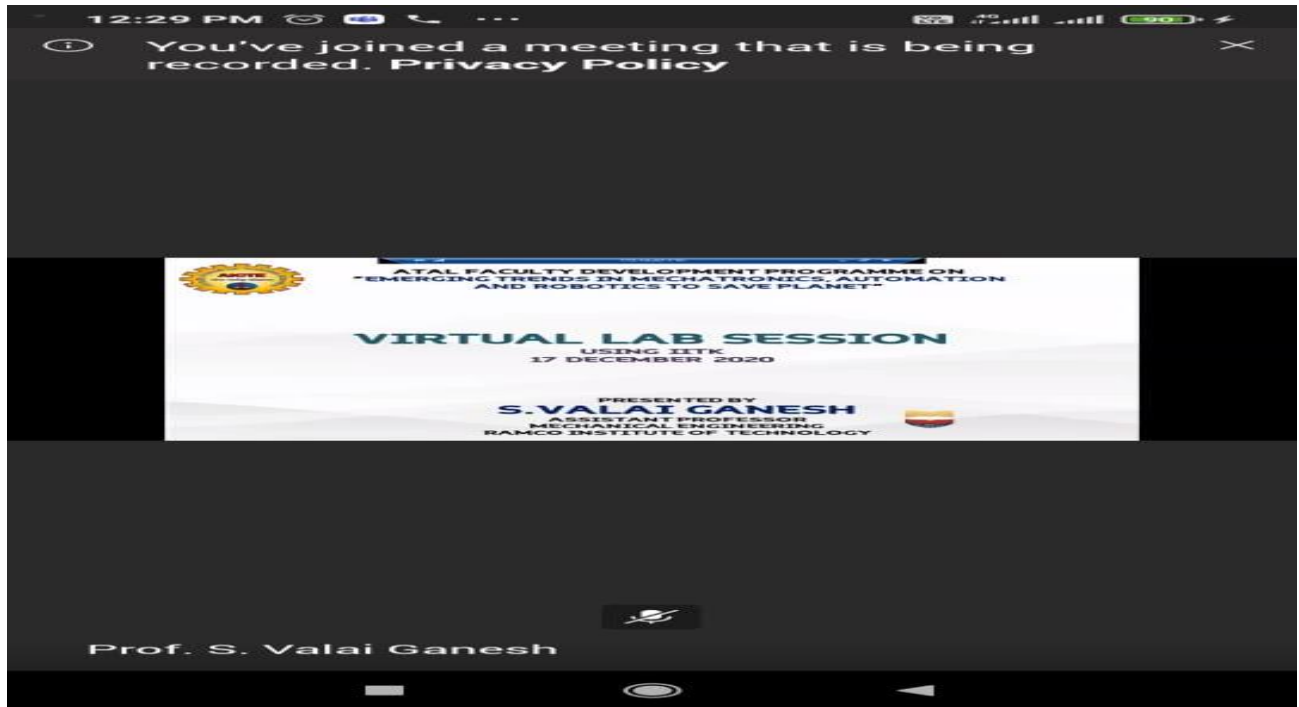 12:29 PM
90
You've joined a meeting that is being
recorded. Privacy Policy
AICTE
ATAL FACULTY DEVELOPMENT PROGRAMME ON
"EMERGING TRENDS IN MECHATRONICS, AUTOMATION
AND ROBOTICS TO SAVE PLANET"
VIRTUAL LAB SESSION
USING IITK
17 DECEMBER 2020
PRESENTED BY
S.VALAI GANESH
ASSISTANT PROFESSOR
MECHANICAL ENGINEERING
RAMCO INSTITUTE OF TECHNOLOGY
Prof. S. Valai Ganesh